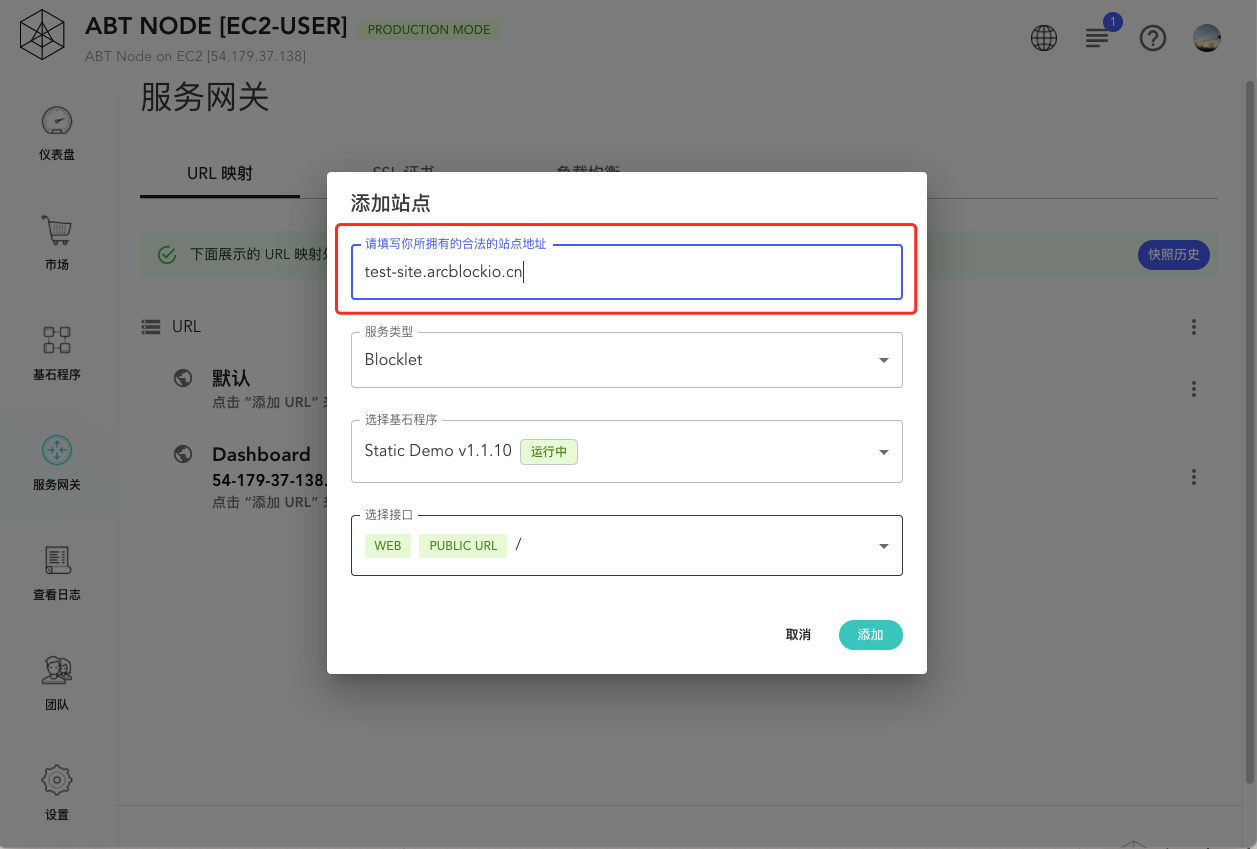 ABT NODE [EC2-USER] PRODUCTION MODE
ABT Node on EC2 [54.179.37.138]
1
仪表盘
市场
基石程序
服务网关
查看日志
团队
设置
服务网关
URL 映射 SSL 证书 负载均衡
下面展示的 URL 映射
快照历史
URL
默认
点击 “添加 URL”
Dashboard
54-179-37-138.
点击 “添加 URL”
添加站点
请填写你所拥有的合法的站点地址
test-site.arcblockio.cn
服务类型
Blocklet
选择基石程序
Static Demo v1.1.10 运行中
选择接口
WEB PUBLIC URL /
取消 添加